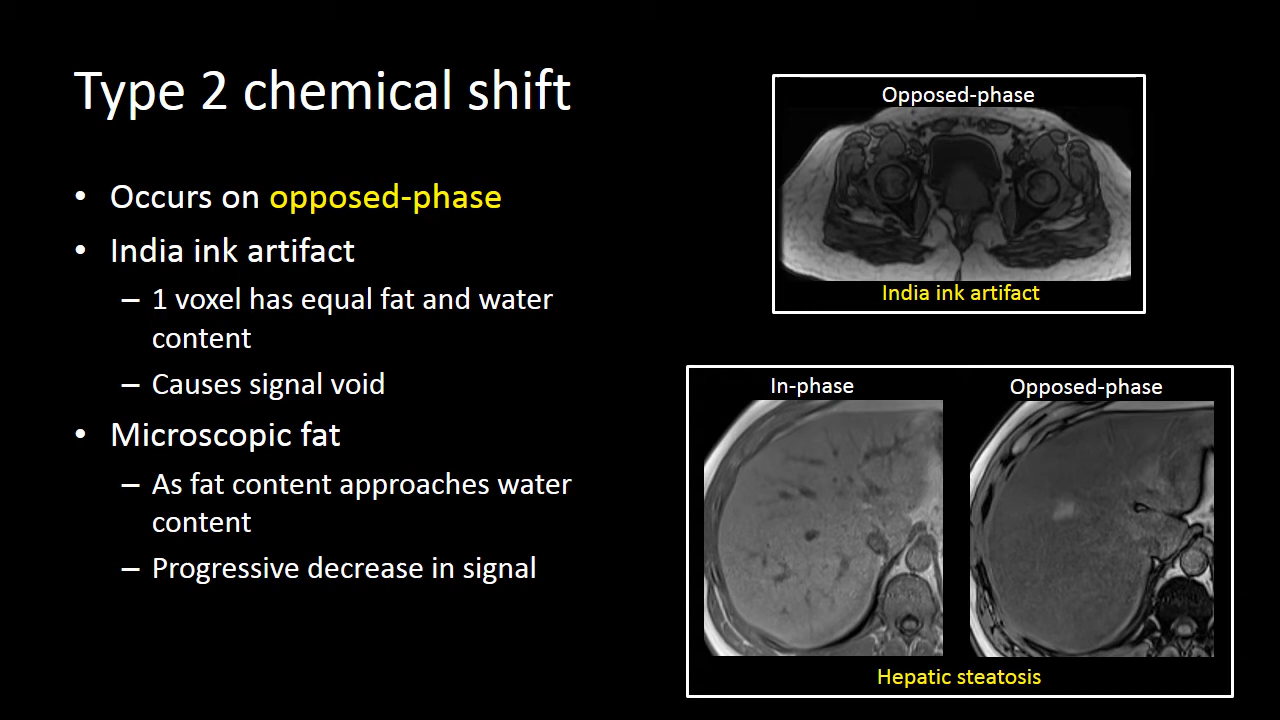 Type 2 chemical shift
• Occurs on opposed-phase
• India ink artifact
– 1 voxel has equal fat and water
content
– Causes signal void
• Microscopic fat
– As fat content approaches water
content
– Progressive decrease in signal
Opposed-phase
India ink artifact
In-phase
Opposed-phase
Hepatic steatosis